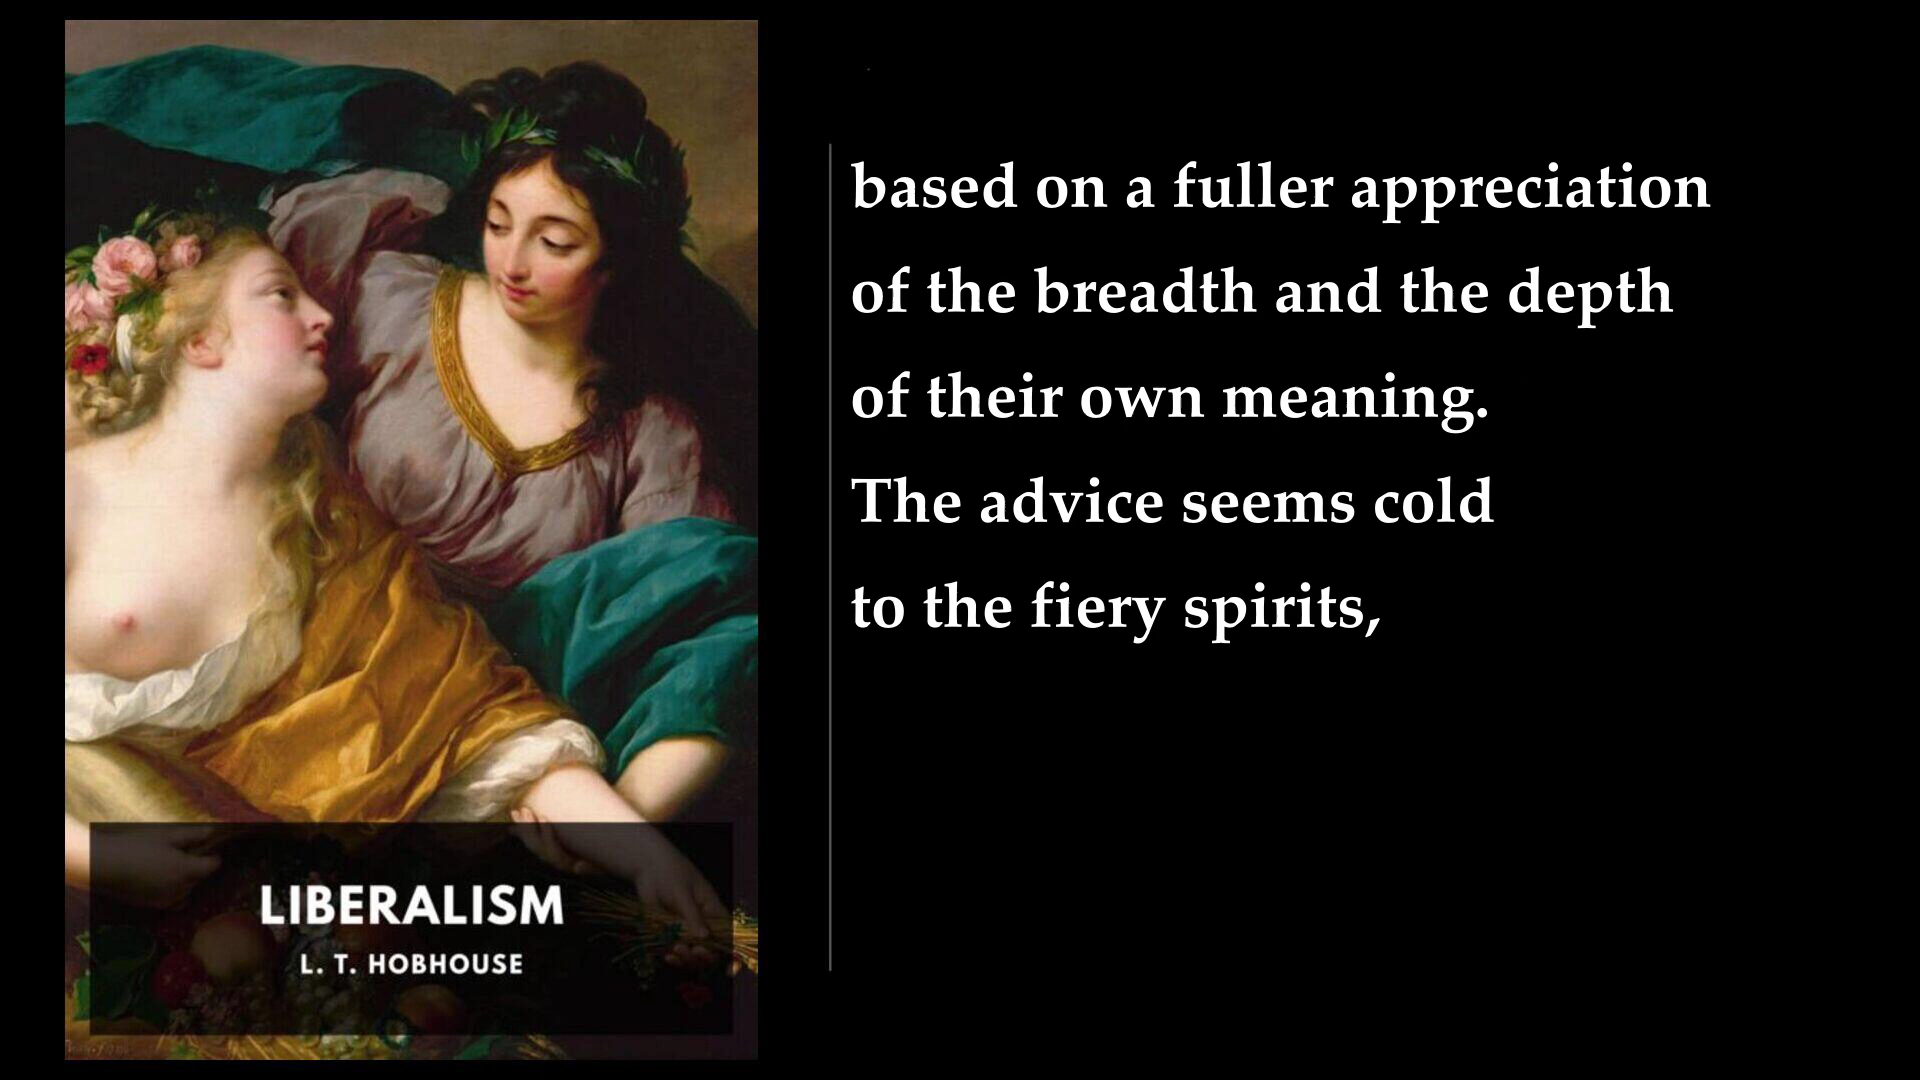 based on a fuller appreciation
of the breadth and the depth
of their own meaning.
The advice seems cold
to the fiery spirits,
LIBERALISM
L. T. HOBHOUSE